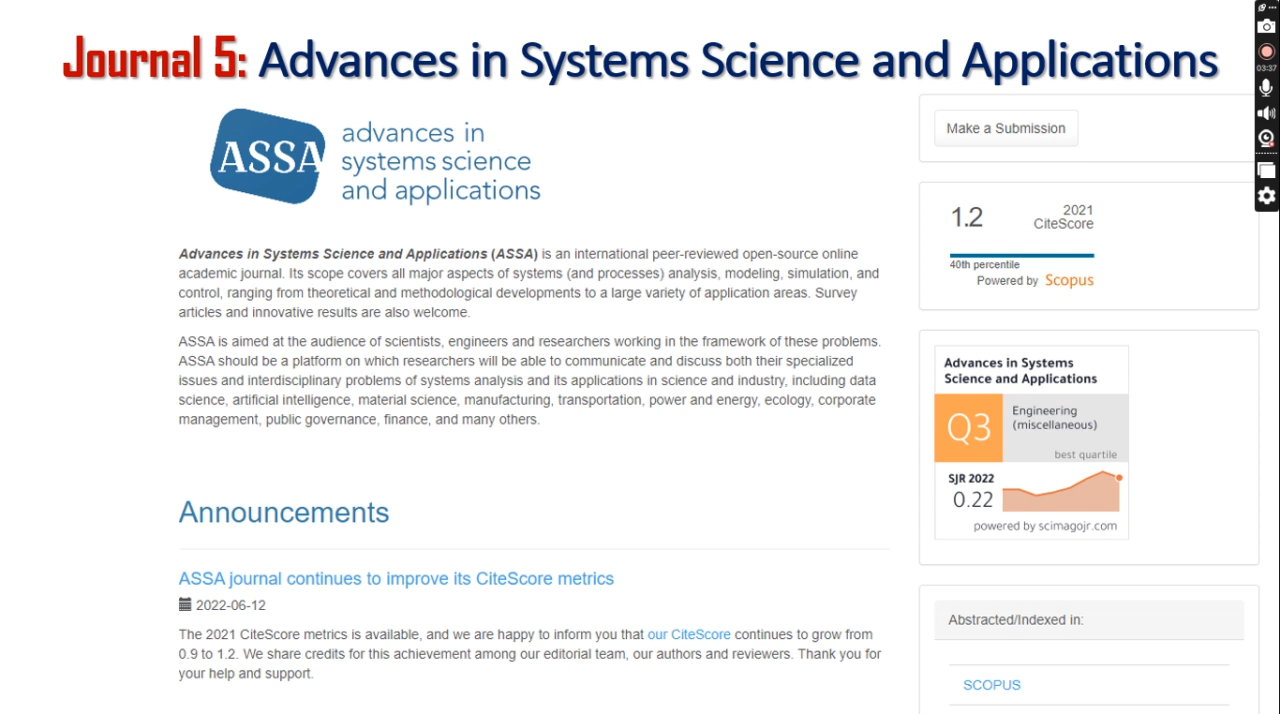 Journal 5: Advances in Systems Science and Applications
ASSA
advances in
systems science
and applications
Advances in Systems Science and Applications (ASSA) is an international peer-reviewed open-source online
academic journal. Its scope covers all major aspects of systems (and processes) analysis, modeling, simulation, and
control, ranging from theoretical and methodological developments to a large variety of application areas. Survey
articles and innovative results are also welcome.
ASSA is aimed at the audience of scientists, engineers and researchers working in the framework of these problems.
ASSA should be a platform on which researchers will be able to communicate and discuss both their specialized
issues and interdisciplinary problems of systems analysis and its applications in science and industry, including data
science, artificial intelligence, material science, manufacturing, transportation, power and energy, ecology, corporate
management, public governance, finance, and many others.
Announcements
ASSA journal continues to improve its CiteScore metrics
2022-06-12
The 2021 CiteScore metrics is available, and we are happy to inform you that our CiteScore continues to grow from
0.9 to 1.2. We share credits for this achievement among our editorial team, our authors and reviewers. Thank you for
your help and support.
Make a Submission
1.2
2021
CiteScore
40th percentile
Powered by Scopus
Advances in Systems
Science and Applications
Q3
Engineering
(miscellaneous)
best quartile
SJR 2022
0.22
powered by scimagojr.com
Abstracted/Indexed in:
SCOPUS
03:37